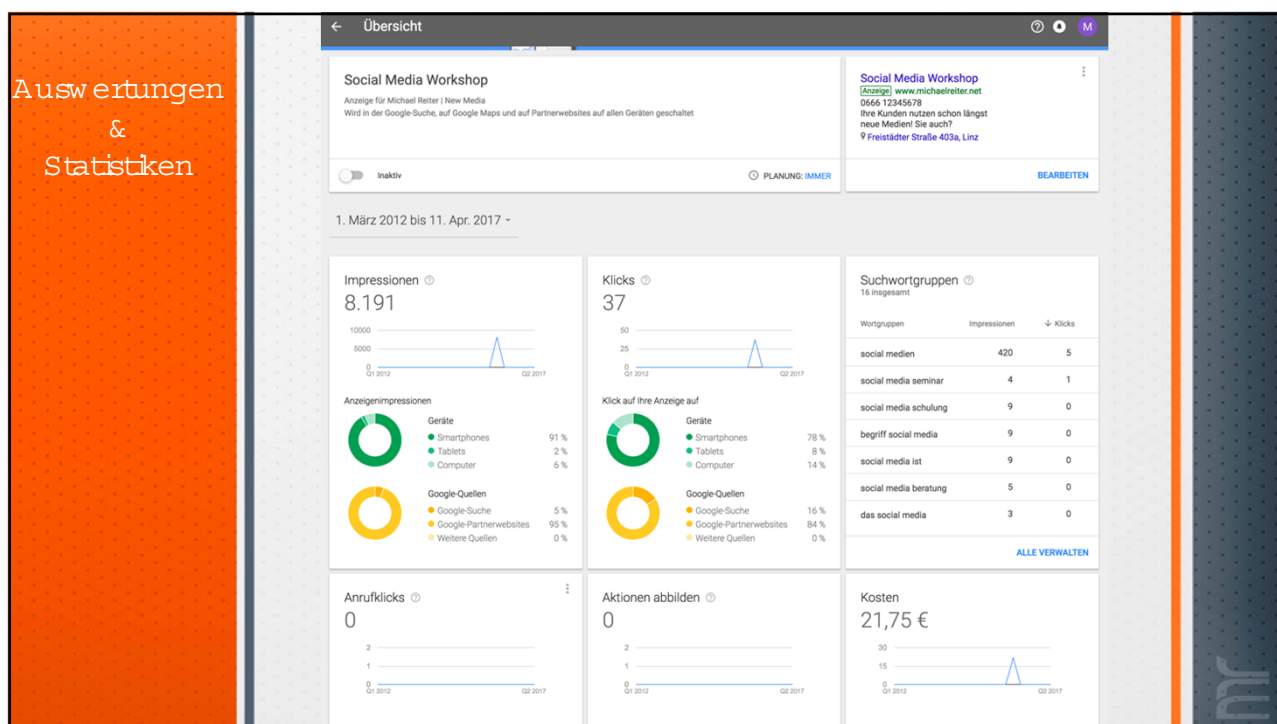 Auswertungen
&
Statistiken
Übersicht
M
Social Media Workshop
Anzeige für Michael Reiter | New Media
Wird in der Google-Suche, auf Google Maps und auf Partnerwebsites auf allen Geräten geschaltet
Inaktiv
PLANUNG: IMMER
Social Media Workshop
Anzeige www.michaelreiter.net
0666 12345678
Ihre Kunden nutzen schon längst
neue Medien! Sie auch?
Freistädter Straße 403a, Linz
BEARBEITEN
1. März 2012 bis 11. Apr. 2017
Impressionen
8.191
10000
5000
0
Q1 2012 Q2 2017
Anzeigenimpressionen
Geräte
Smartphones 91 %
Tablets 2 %
Computer 6 %
Google-Quellen
Google-Suche 5 %
Google-Partnerwebsites 95 %
Weitere Quellen 0 %
Klicks
37
50
25
0
Q1 2012 Q2 2017
Klick auf Ihre Anzeige auf
Geräte
Smartphones 78 %
Tablets 8 %
Computer 14 %
Google-Quellen
Google-Suche 16 %
Google-Partnerwebsites 84 %
Weitere Quellen 0 %
Suchwortgruppen
16 insgesamt
Wortgruppen Impressionen Klicks
social medien 420 5
social media seminar 4 1
social media schulung 9 0
begriff social media 9 0
social media ist 9 0
social media beratung 5 0
das social media 3 0
ALLE VERWALTEN
Anrufklicks
0
2
1
0
Q1 2012 Q2 2017
Aktionen abbilden
0
2
1
0
Q1 2012 Q2 2017
Kosten
21,75 €
30
15
0
Q1 2012 Q2 2017
mr